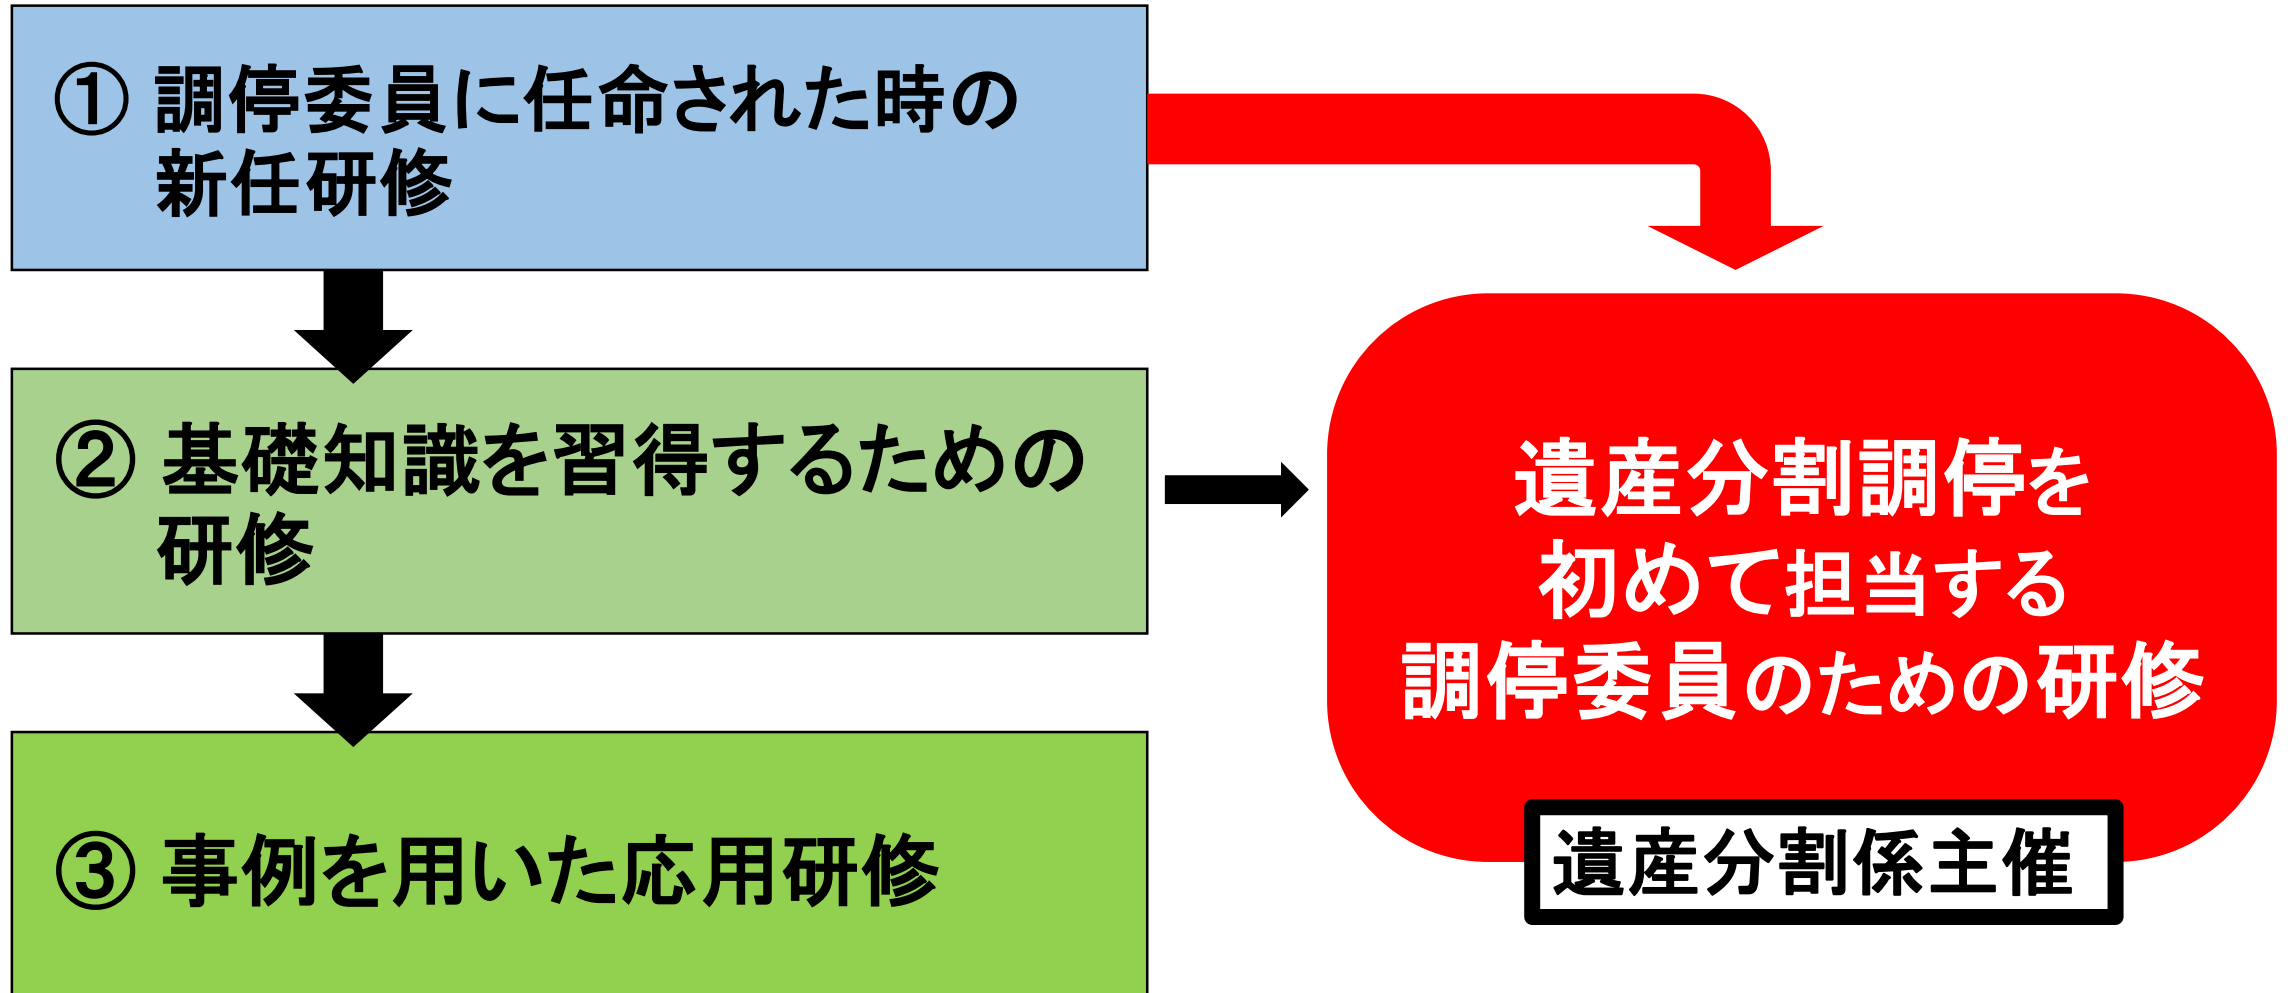 ① 調停委員に任命された時の
新任研修
② 基礎知識を習得するための
研修
③ 事例を用いた応用研修
遺産分割調停を
初めて担当する
調停委員のための研修
遺産分割係主催